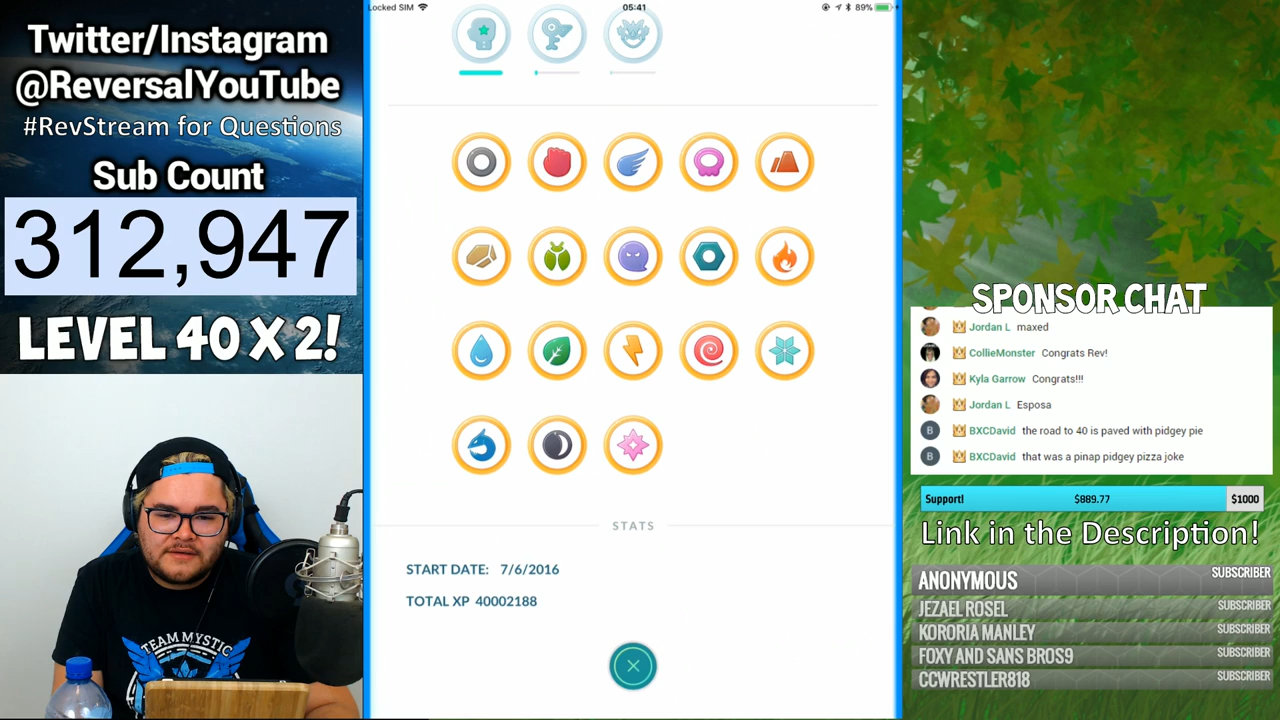 Twitter/Instagram
@ReversalYouTube
#RevStream for Questions
Sub Count
312,947
LEVEL 40 X 2!
TEAM MYSTIC
Locked SIM
05:41
89%
STATS
START DATE: 7/6/2016
TOTAL XP 40002188
SPONSOR CHAT
Jordan L maxed
CollieMonster Congrats Rev!
Kyla Garrow Congrats!!!
Jordan L Esposa
B BXCDavid the road to 40 is paved with pidgey pie
B BXCDavid that was a pinap pidgey pizza joke
Support! $889.77 $1000
Link in the Description!
ANONYMOUS SUBSCRIBER
JEZAEL ROSEL SUBSCRIBER
KORORIA MANLEY SUBSCRIBER
FOXY AND SANS BROS9 SUBSCRIBER
CCWRESTLER818 SUBSCRIBER